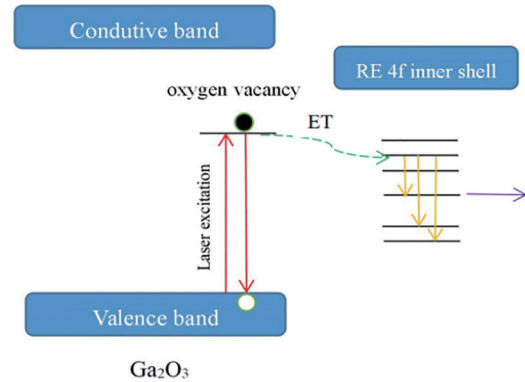 Condutive band
RE 4f inner shell
oxygen vacancy
ET
Laser excitation
Valence band
Ga₂O₃